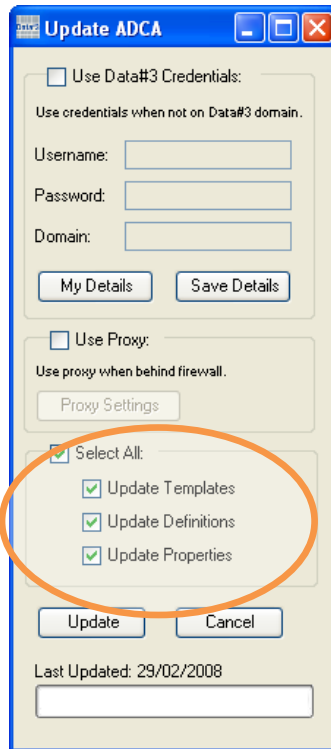 Update ADCA
Use Data#3 Credentials:
Use credentials when not on Data#3 domain.
Username:
Password:
Domain:
My Details Save Details
Use Proxy:
Use proxy when behind firewall.
Proxy Settings
Select All:
Update Templates
Update Definitions
Update Properties
Update Cancel
Last Updated: 29/02/2008